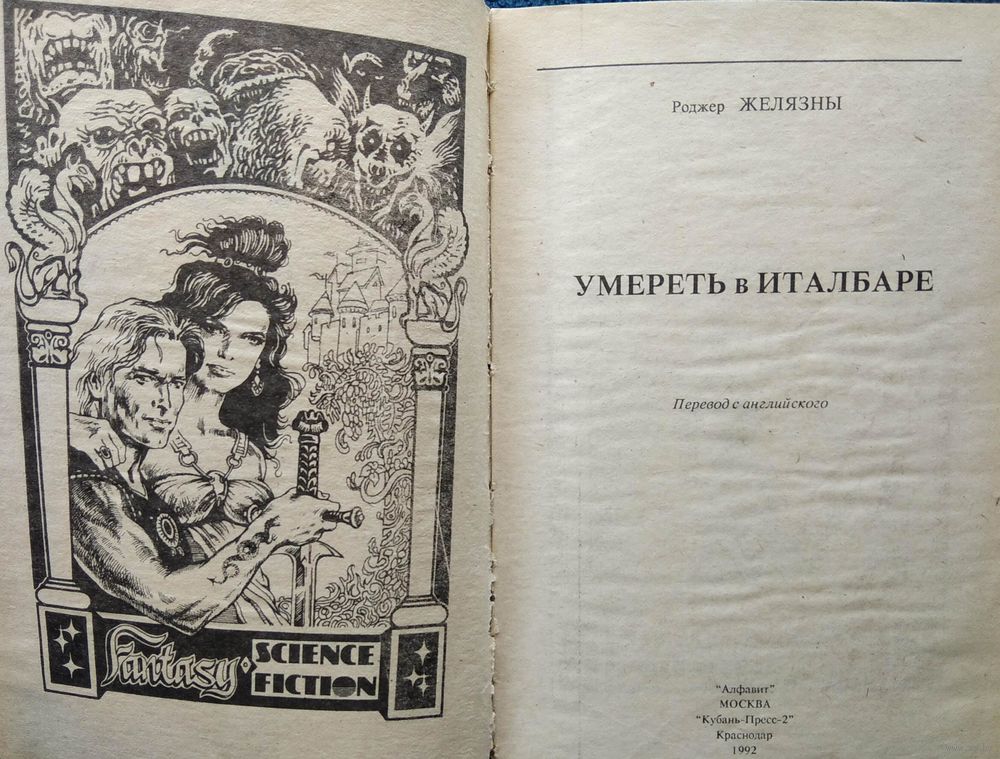 Fantasy
SCIENCE
FICTION
Роджер ЖЕЛЯЗНЫ
УМЕРЕТЬ в ИТАЛБАРЕ
Перевод с английского
"Алфавит"
МОСКВА
"Кубань-Пресс-2"
Краснодар
1992